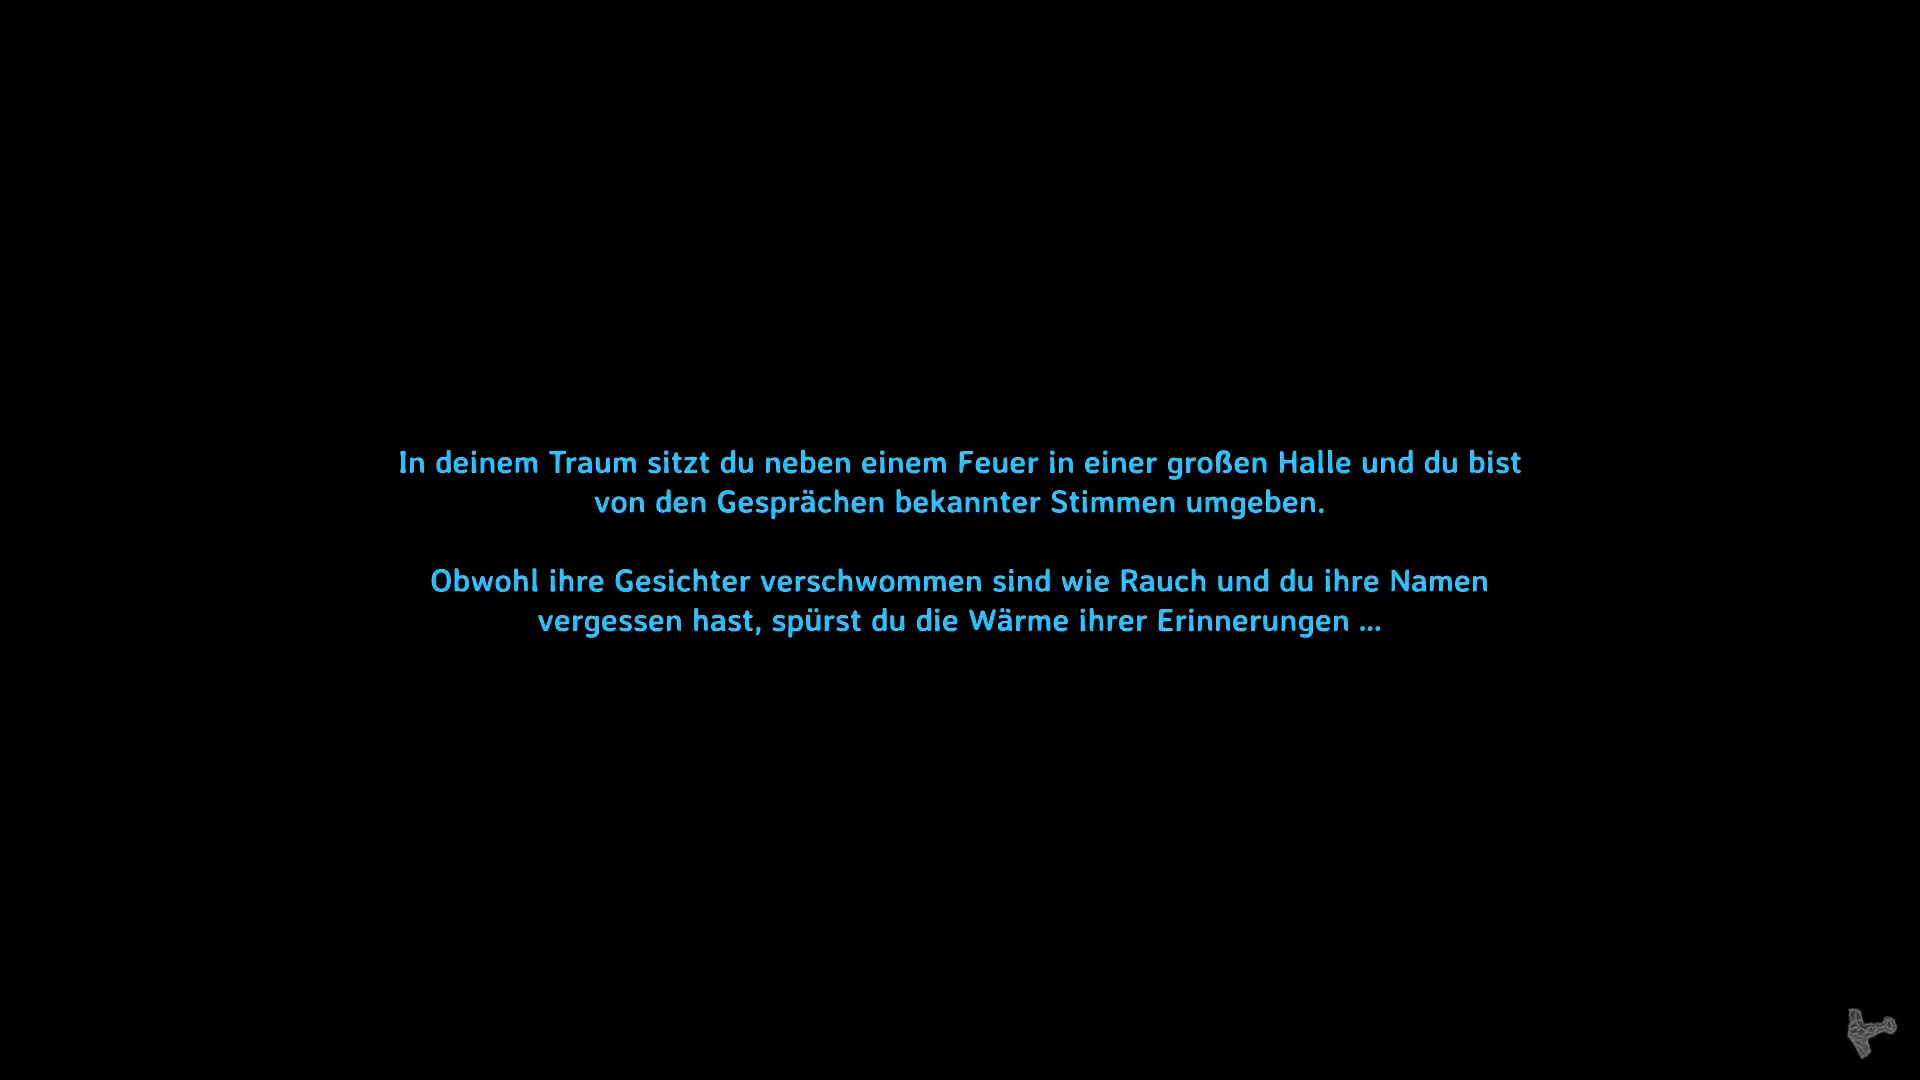 In deinem Traum sitzt du neben einem Feuer in einer großen Halle und du bist
von den Gesprächen bekannter Stimmen umgeben.
Obwohl ihre Gesichter verschwommen sind wie Rauch und du ihre Namen
vergessen hast, spürst du die Wärme ihrer Erinnerungen ...